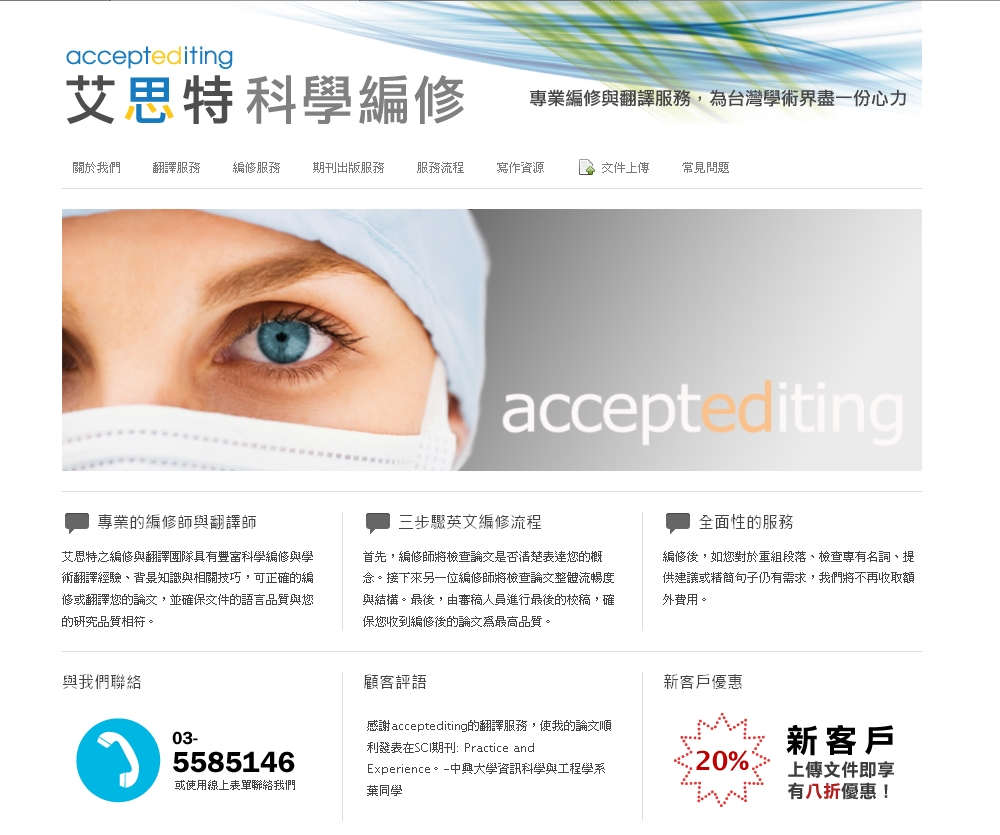 acceptediting
艾思特科學編修
專業編修與翻譯服務，為台灣學術界盡一份心力
關於我們 翻譯服務 編修服務 期刊出版服務 服務流程 寫作資源 文件上傳 常見問題
acceptediting
專業的編修師與翻譯師
艾思特之編修與翻譯團隊具有豐富科學編修與學
術翻譯經驗、背景知識與相關技巧，可正確的編
修或翻譯您的論文，並確保文件的語言品質與您
的研究品質相符。
三步驟英文編修流程
首先，編修師將檢查論文是否清楚表達您的概
念。接下來另一位編修師將檢查論文整體流暢度
與結構。最後，由審稿人員進行最後的校稿，確
保您收到編修後的論文爲最高品質。
全面性的服務
編修後，如您對於重組段落、檢查專有名詞、提
供建議或精簡句子仍有需求，我們將不再收取額
外費用。
與我們聯絡
03-
5585146
或使用線上表單聯絡我們
顧客評語
感謝acceptediting的翻譯服務，使我的論文順
利發表在SCI期刊: Practice and
Experience。-中興大學資訊科學與工程學系
葉同學
新客戶優惠
20%
新客戶
上傳文件即享
有八折優惠！